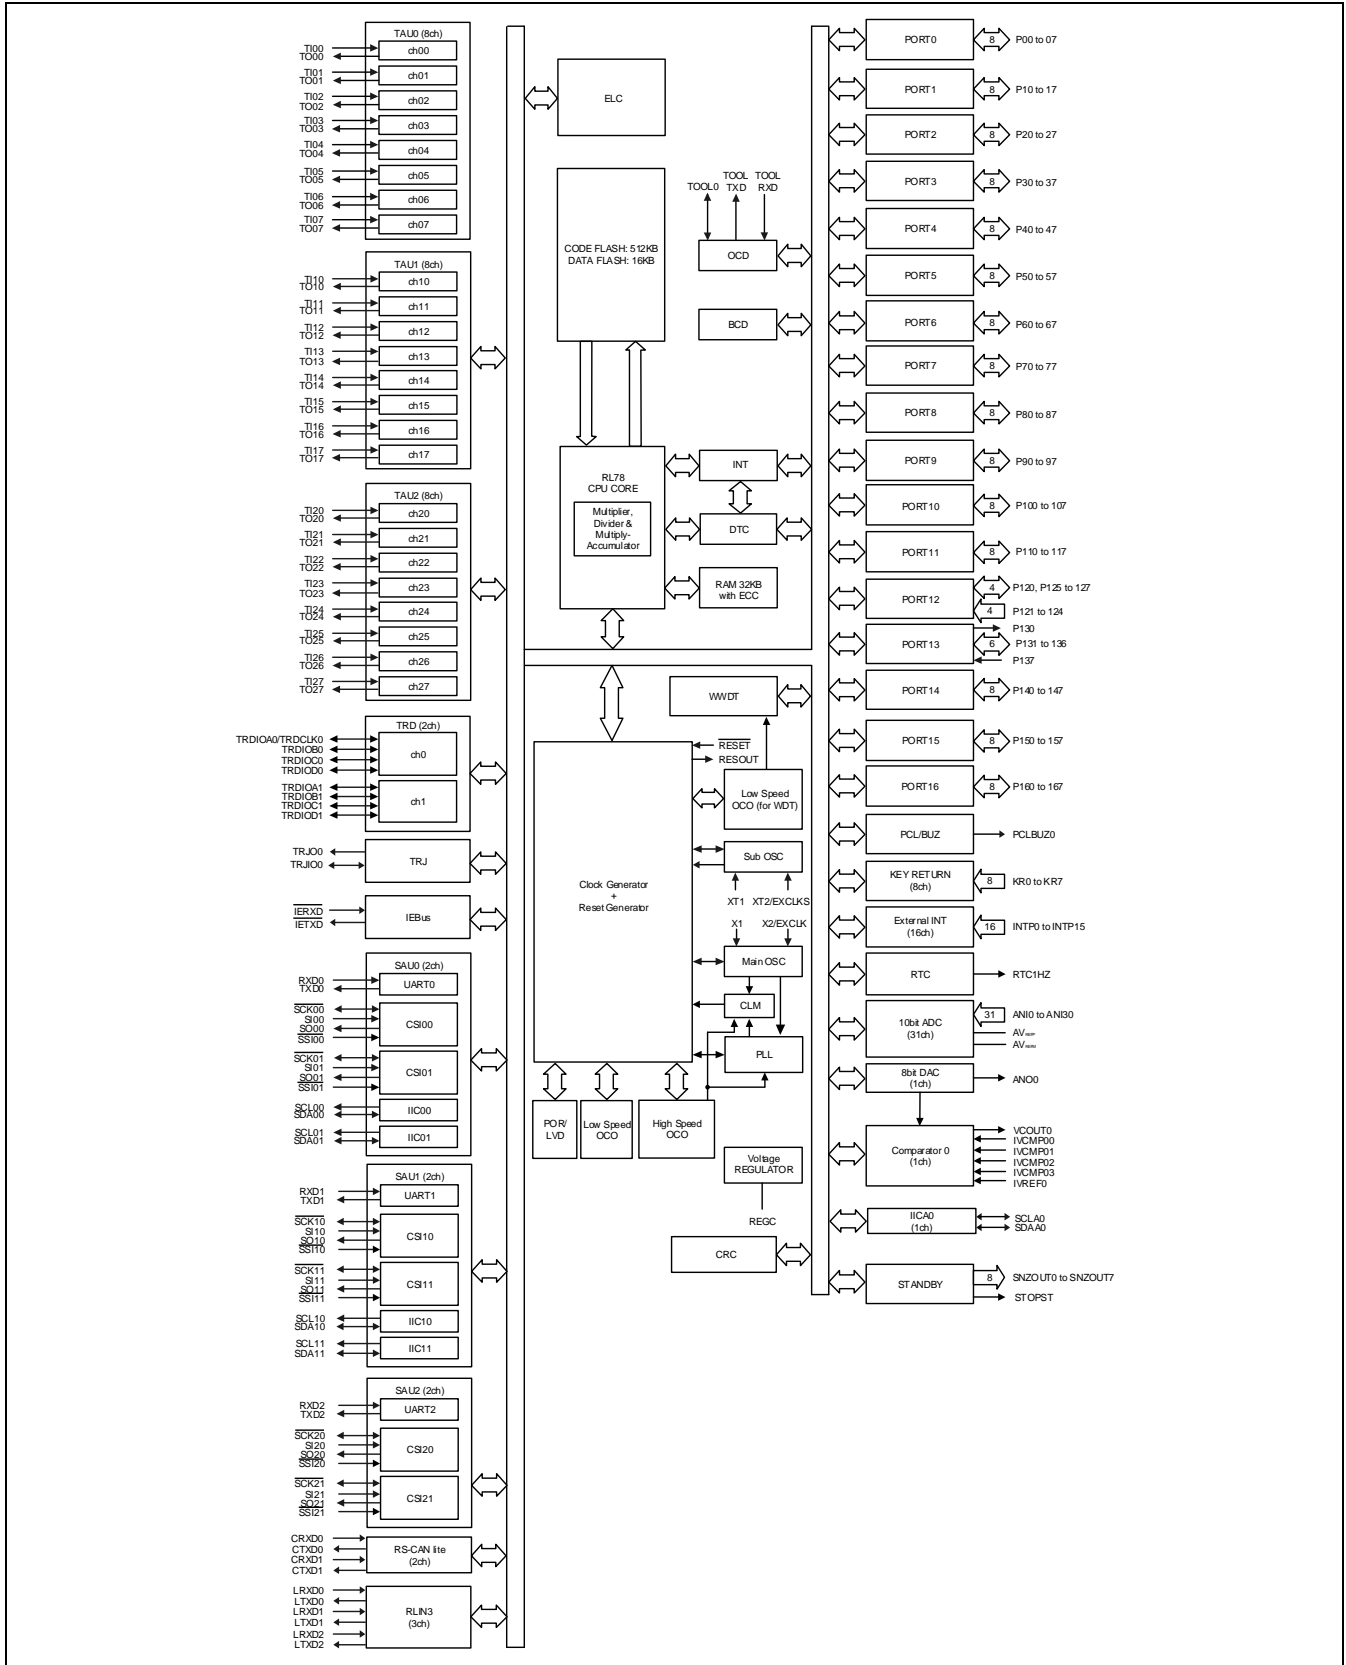 TAU0 (8ch)
TI00
TO00
ch00
TI01
TO01
ch01
TI02
TO02
ch02
TI03
TO03
ch03
TI04
TO04
ch04
TI05
TO05
ch05
TI06
TO06
ch06
TI07
TO07
ch07
TAU1 (8ch)
TI10
TO10
ch10
TI11
TO11
ch11
TI12
TO12
ch12
TI13
TO13
ch13
TI14
TO14
ch14
TI15
TO15
ch15
TI16
TO16
ch16
TI17
TO17
ch17
TAU2 (8ch)
TI20
TO20
ch20
TI21
TO21
ch21
TI22
TO22
ch22
TI23
TO23
ch23
TI24
TO24
ch24
TI25
TO25
ch25
TI26
TO26
ch26
TI27
TO27
ch27
TRD (2ch)
TRDIOA0/TRDCLK0
TRDIOB0
TRDIOC0
TRDIOD0
ch0
TRDIOA1
TRDIOB1
TRDIOC1
TRDIOD1
ch1
TRJO0
TRJIO0
TRJ
IERXD
IETXD
IEBus
SAU0 (2ch)
RXD0
TXD0
UART0
SCK00
SI00
SO00
SSI00
CSI00
SCK01
SI01
SO01
SSI01
CSI01
SCL00
SDA00
IIC00
SCL01
SDA01
IIC01
SAU1 (2ch)
RXD1
TXD1
UART1
SCK10
SI10
SO10
SSI10
CSI10
SCK11
SI11
SO11
SSI11
CSI11
SCL10
SDA10
IIC10
SCL11
SDA11
IIC11
SAU2 (2ch)
RXD2
TXD2
UART2
SCK20
SI20
SO20
SSI20
CSI20
SCK21
SI21
SO21
SSI21
CSI21
CRXD0
CTXD0
CRXD1
CTXD1
RS-CAN lite
(2ch)
LRXD0
LTXD0
LRXD1
LTXD1
LRXD2
LTXD2
RLIN3
(3ch)
ELC
CODE FLASH: 512KB
DATA FLASH: 16KB
TOOL0
TOOL
TXD
TOOL
RXD
OCD
BCD
RL78
CPU CORE
Multiplier,
Divider &
Multiply-
Accumulator
INT
DTC
RAM 32KB
with ECC
WWDT
RESET
RESOUT
Low Speed
OCO (for WDT)
Sub OSC
XT1
XT2/EXCLKS
X1
X2/EXCLK
Main OSC
CLM
PLL
Clock Generator
+
Reset Generator
POR/
LVD
Low Speed
OCO
High Speed
OCO
Voltage
REGULATOR
REGC
CRC
PORT0
8
P00 to 07
PORT1
8
P10 to 17
PORT2
8
P20 to 27
PORT3
8
P30 to 37
PORT4
8
P40 to 47
PORT5
8
P50 to 57
PORT6
8
P60 to 67
PORT7
8
P70 to 77
PORT8
8
P80 to 87
PORT9
8
P90 to 97
PORT10
8
P100 to 107
PORT11
8
P110 to 117
PORT12
4
P120, P125 to 127
4
P121 to 124
PORT13
P130
6
P131 to 136
P137
PORT14
8
P140 to 147
PORT15
8
P150 to 157
PORT16
8
P160 to 167
PCL/BUZ
PCLBUZ0
KEY RETURN
(8ch)
8
KR0 to KR7
External INT
(16ch)
16
INTP0 to INTP15
RTC
RTC1HZ
10bit ADC
(31ch)
31
ANI0 to ANI30
AV
AV
8bit DAC
(1ch)
ANO0
Comparator 0
(1ch)
VCOUT0
IVCMP00
IVCMP01
IVCMP02
IVCMP03
IVREF0
IICA0
(1ch)
SCLA0
SDAA0
STANDBY
8
SNZOUT0 to SNZOUT7
STOPST